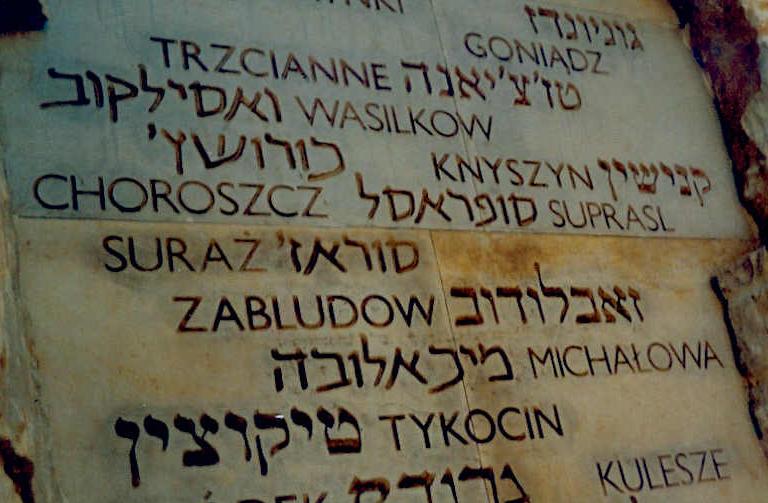 גוניונדז
GONIĄDZ
TRZCIANNE טז'צ'יאנה
ואסילקוב WASILKOW
כורושץ'
KNYSZYN קנישין
CHOROSZCZ סופראסל SUPRASL
SURAZ סוראז'
ZABLUDOW זאבלודוב
מיכאלובה MICHAŁOWA
טיקוצין TYKOCIN
KULESZE